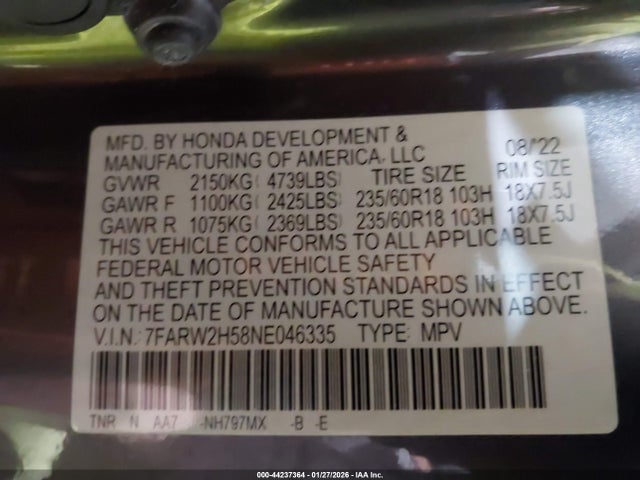 MFD. BY HONDA DEVELOPMENT &
MANUFACTURING OF AMERICA, LLC 08/'22
GVWR 2150KG( 4739LBS) TIRE SIZE RIM SIZE
GAWR F 1100KG( 2425LBS) 235/60R18 103H 18X7.5J
GAWR R 1075KG( 2369LBS) 235/60R18 103H 18X7.5J
THIS VEHICLE CONFORMS TO ALL APPLICABLE
FEDERAL MOTOR VEHICLE SAFETY
AND THEFT PREVENTION STANDARDS IN EFFECT
ON THE DATE OF MANUFACTURE SHOWN ABOVE.
V.I.N.: 7FARW2H58NE046335 TYPE: MPV
TNR N AA7 -NH797MX -B -E
000-44237364 | 01/27/2026 | IAA Inc.